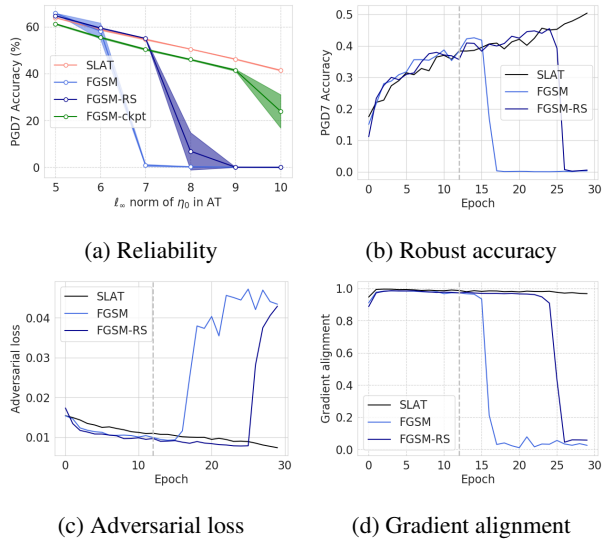 PGD7 Accuracy (%)
60
40
20
0
SLAT
FGSM
FGSM-RS
FGSM-ckpt
5 6 7 8 9 10
ℓ∞ norm of η0 in AT
(a) Reliability
PGD7 Accuracy
0.5
0.4
0.3
0.2
0.1
0.0
SLAT
FGSM
FGSM-RS
0 5 10 15 20 25 30
Epoch
(b) Robust accuracy
Adversarial loss
0.04
0.03
0.02
0.01
SLAT
FGSM
FGSM-RS
0 10 20 30
Epoch
(c) Adversarial loss
Gradient alignment
1.0
0.8
0.6
0.4
0.2
0.0
SLAT
FGSM
FGSM-RS
0 5 10 15 20 25 30
Epoch
(d) Gradient alignment